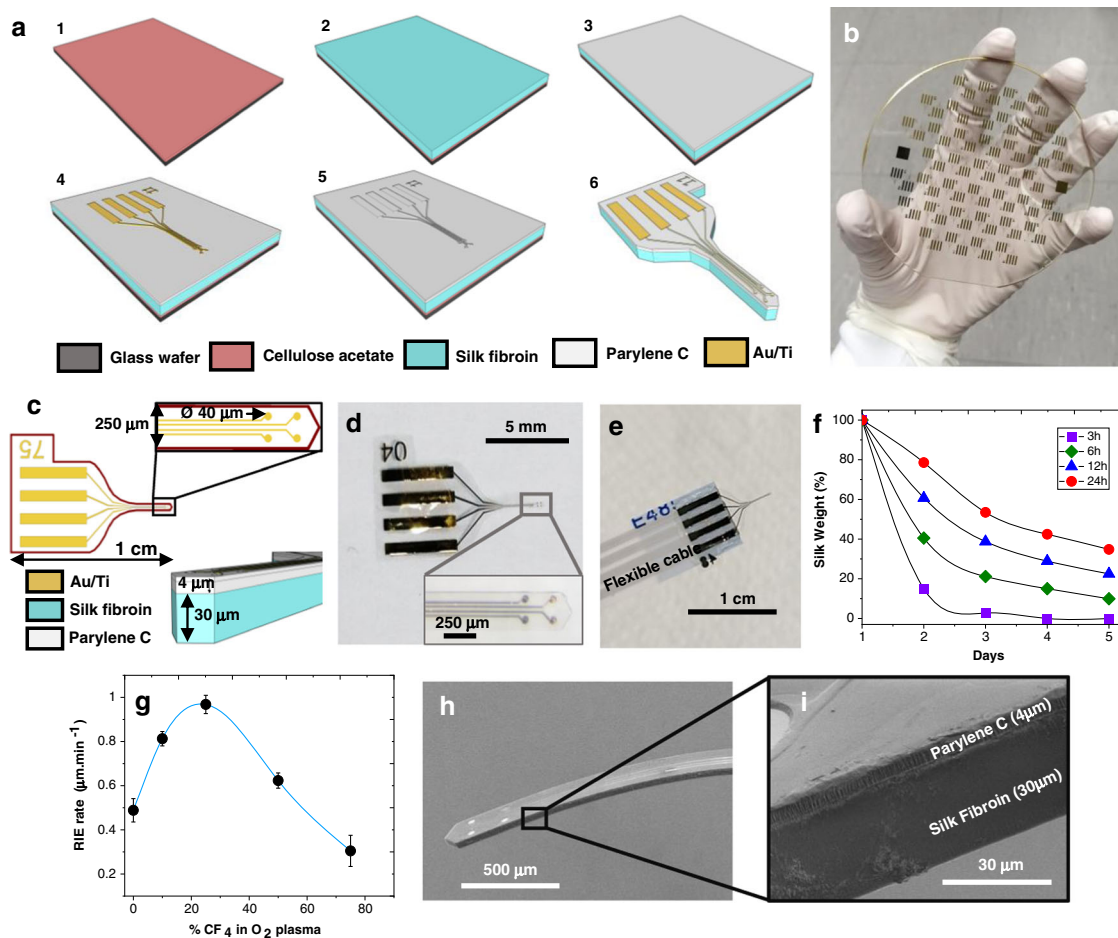 a
1
2
3
4
5
6
Glass wafer
Cellulose acetate
Silk fibroin
Parylene C
Au/Ti
b
c
250 μm
Ø 40 μm
75
1 cm
Au/Ti
Silk fibroin
Parylene C
4 μm
30 μm
d
5 mm
04
250 μm
e
E48
Flexible cable
8
1 cm
f
Silk Weight (%)
100
80
60
40
20
0
3h
6h
12h
24h
1 2 3 4 5
Days
g
RIE rate (μm.min⁻¹)
1
0.8
0.6
0.4
0.2
0 20 40 60 80
% CF₄ in O₂ plasma
h
500 μm
i
Parylene C (4μm)
Silk Fibroin (30μm)
30 μm